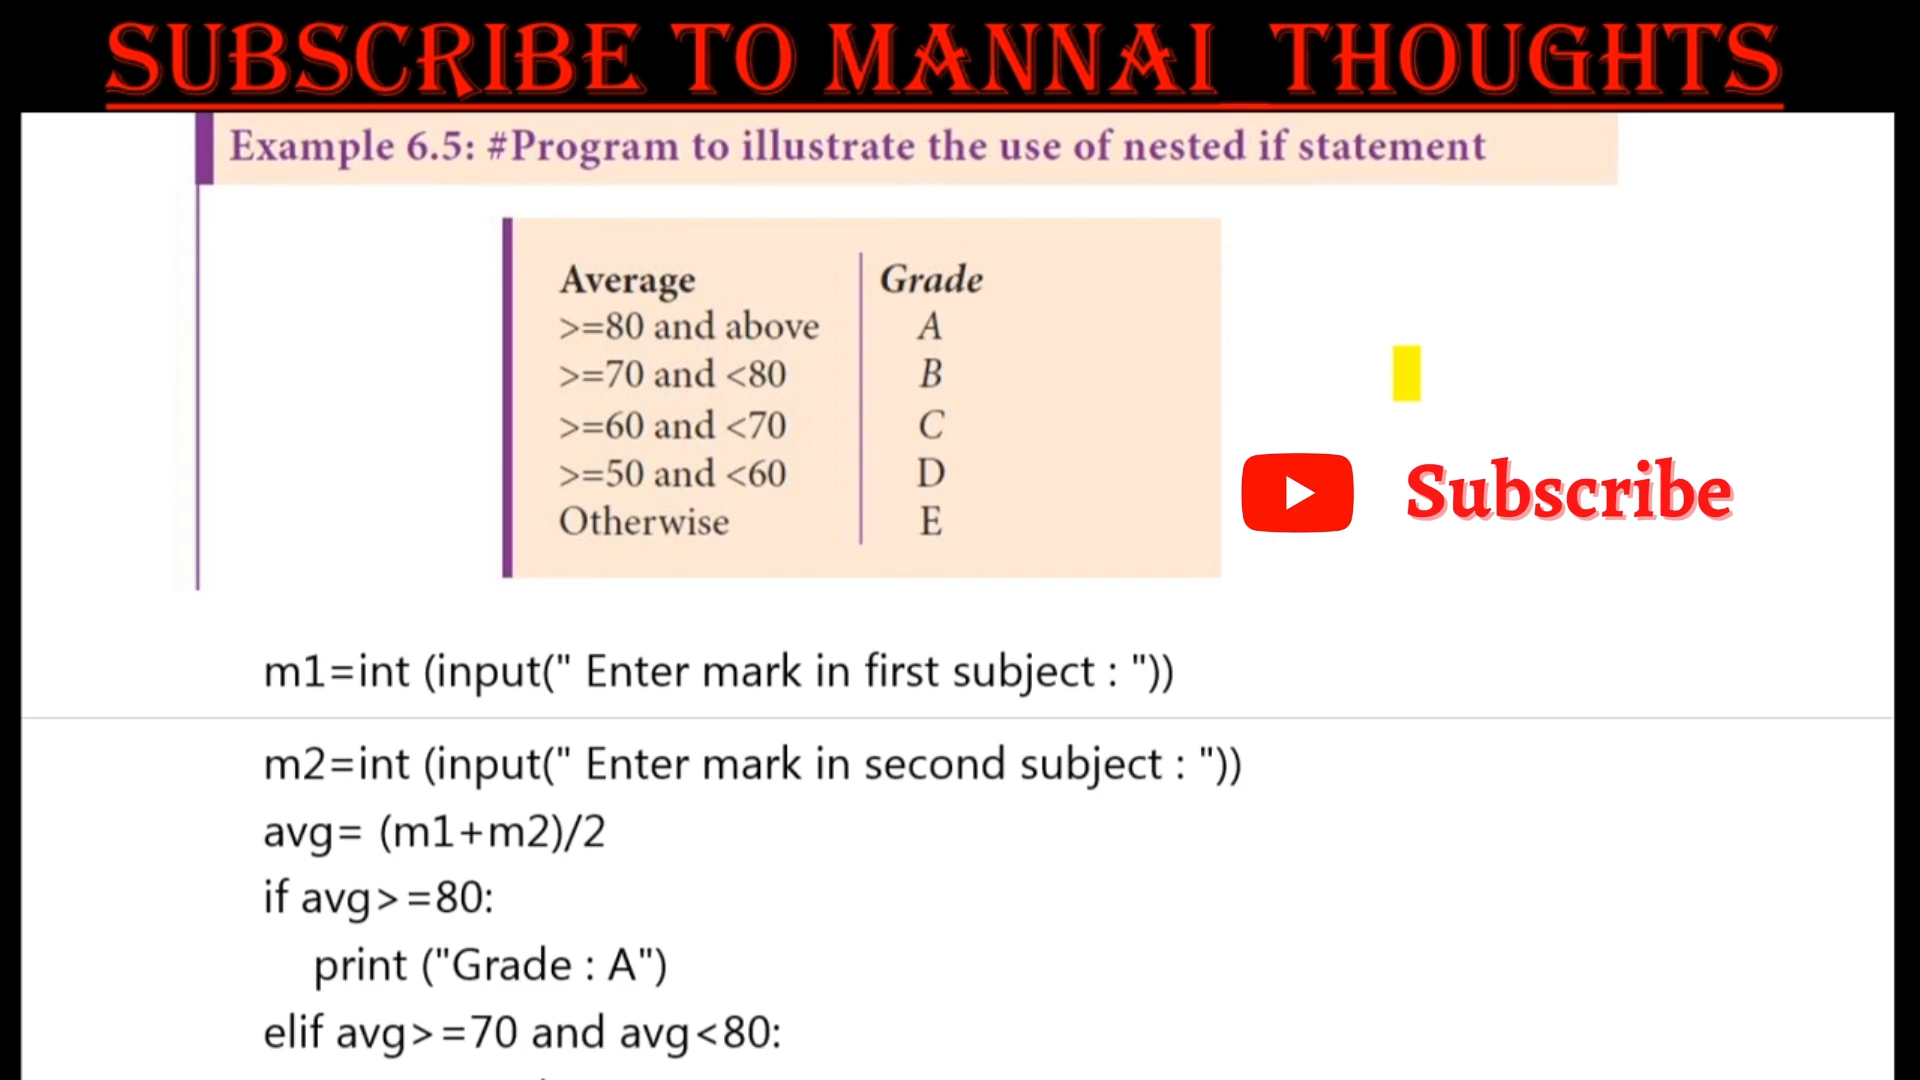 SUBSCRIBE TO MANNAI THOUGHTS
Example 6.5: #Program to illustrate the use of nested if statement
Average Grade
>=80 and above A
>=70 and <80 B
>=60 and <70 C
>=50 and <60 D
Otherwise E
Subscribe
m1=int (input(" Enter mark in first subject : "))
m2=int (input(" Enter mark in second subject : "))
avg= (m1+m2)/2
if avg>=80:
print ("Grade : A")
elif avg>=70 and avg<80: